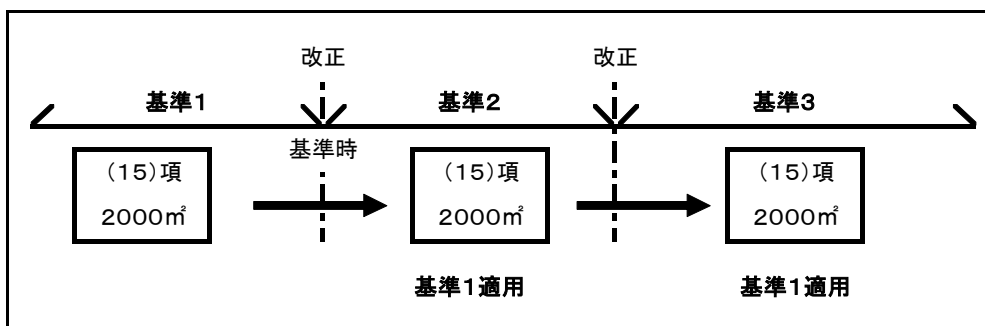 改正 改正
基準1 基準2 基準3
基準時
(15)項 (15)項 (15)項
2000㎡ 2000㎡ 2000㎡
基準1適用 基準1適用